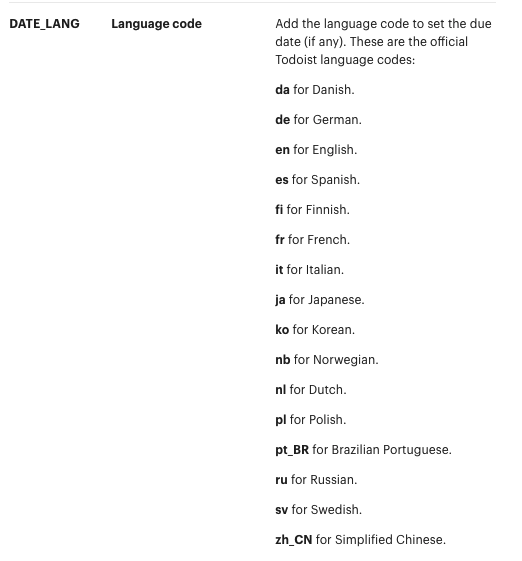 DATE_LANG Language code Add the language code to set the due
date (if any). These are the official
Todoist language codes:
da for Danish.
de for German.
en for English.
es for Spanish.
fi for Finnish.
fr for French.
it for Italian.
ja for Japanese.
ko for Korean.
nb for Norwegian.
nl for Dutch.
pl for Polish.
pt_BR for Brazilian Portuguese.
ru for Russian.
sv for Swedish.
zh_CN for Simplified Chinese.